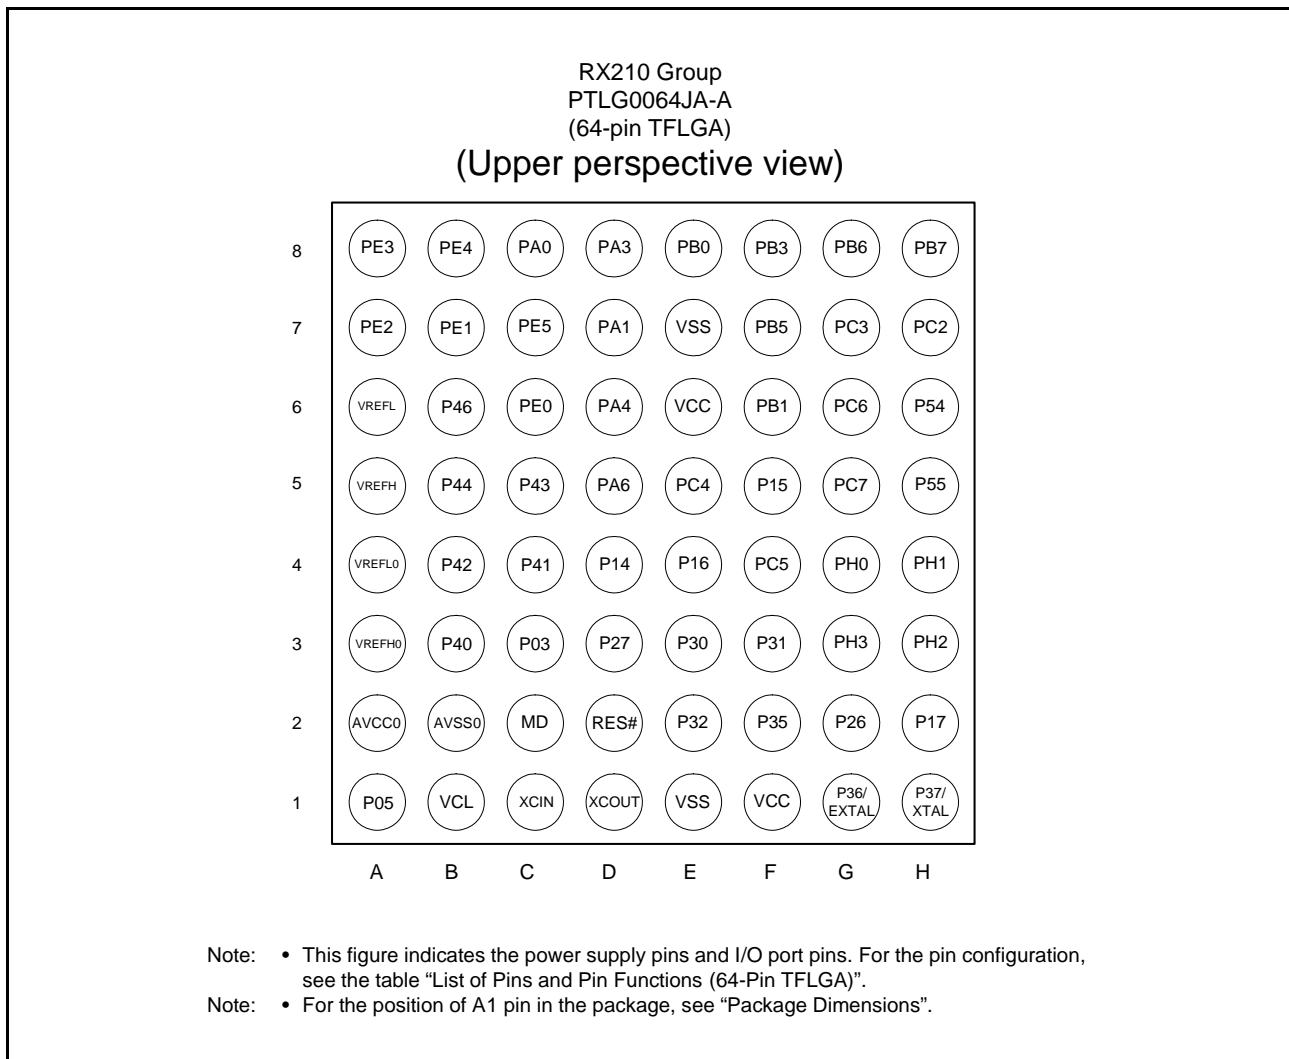 RX210 Group
PTLG0064JA-A
(64-pin TFLGA)
(Upper perspective view)
8 PE3 PE4 PA0 PA3 PB0 PB3 PB6 PB7
7 PE2 PE1 PE5 PA1 VSS PB5 PC3 PC2
6 VREFL P46 PE0 PA4 VCC PB1 PC6 P54
5 VREFH P44 P43 PA6 PC4 P15 PC7 P55
4 VREFL0 P42 P41 P14 P16 PC5 PH0 PH1
3 VREFH0 P40 P03 P27 P30 P31 PH3 PH2
2 AVCC0 AVSS0 MD RES# P32 P35 P26 P17
1 P05 VCL XCIN XCOUT VSS VCC P36/EXTAL P37/XTAL
A B C D E F G H
Note: • This figure indicates the power supply pins and I/O port pins. For the pin configuration,
see the table “List of Pins and Pin Functions (64-Pin TFLGA)”.
Note: • For the position of A1 pin in the package, see “Package Dimensions”.